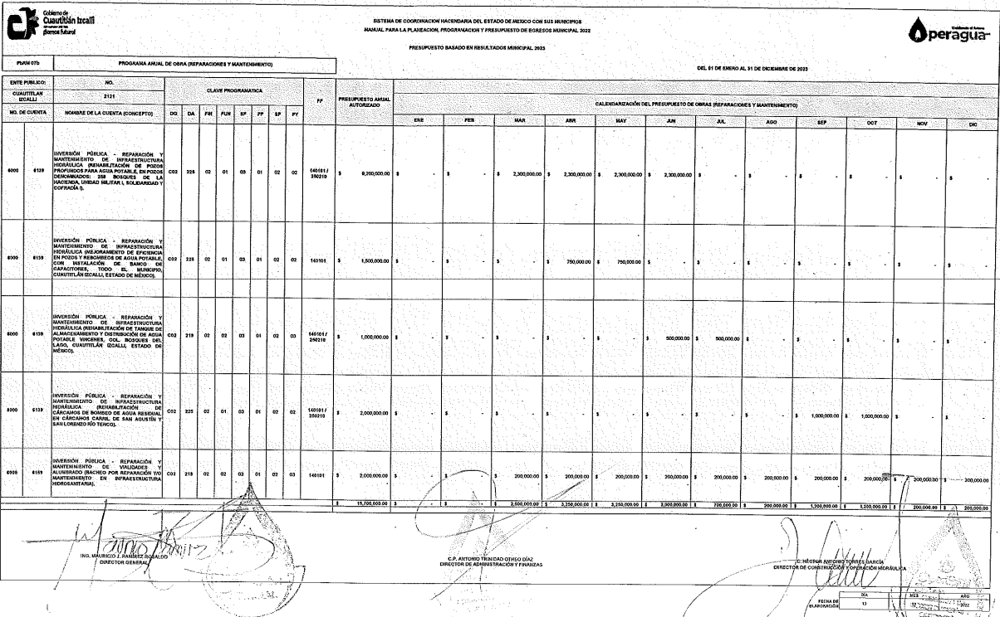 Gobierno de
Cuautitlán Izcalli
¡Somos futuro!
SISTEMA DE COORDINACION HACENDARIA DEL ESTADO DE MEXICO CON SUS MUNICIPIOS
MANUAL PARA LA PLANEACION, PROGRAMACION Y PRESUPUESTO DE EGRESOS MUNICIPAL 2022
PRESUPUESTO BASADO EN RESULTADOS MUNICIPAL 2023
peragua
PbRM 07b PROGRAMA ANUAL DE OBRA (REPARACIONES Y MANTENIMIENTO)
DEL 01 DE ENERO AL 31 DE DICIEMBRE DE 2023
ENTE PUBLICO: NO. CLAVE PROGRAMATICA FF PRESUPUESTO ANUAL AUTORIZADO CALENDARIZACIÓN DEL PRESUPUESTO DE OBRAS (REPARACIONES Y MANTENIMIENTO)
CUAUTITLAN IZCALLI 2121
NO. DE CUENTA NOMBRE DE LA CUENTA (CONCEPTO) DG DA FIN FUN SF PP SP PY ENE FEB MAR ABR MAY JUN JUL AGO SEP OCT NOV DIC
INVERSIÓN PÚBLICA - REPARACIÓN Y
MANTENIMIENTO DE INFRAESTRUCTURA
HIDRÁULICA (REHABILITACIÓN DE POZOS
PROFUNDOS PARA AGUA POTABLE, EN POZOS
DENOMINADOS: 258 BOSQUES DE LA
HACIENDA, UNIDAD MILITAR I, SOLIDARIDAD Y
COFRADÍA I).
6000 6139 C02 225 02 01 03 01 02 02 140101 / 250210 $ 9,200,000.00 $ - $ - $ 2,300,000.00 $ 2,300,000.00 $ 2,300,000.00 $ 2,300,000.00 $ - $ - $ - $ - $ - $ -
INVERSIÓN PÚBLICA - REPARACIÓN Y
MANTENIMIENTO DE INFRAESTRUCTURA
HIDRÁULICA (MEJORAMIENTO DE EFICIENCIA
EN POZOS Y REBOMBEOS DE AGUA POTABLE,
CON INSTALACIÓN DE BANCO DE
CAPACITORES, TODO EL MUNICIPIO,
CUAUTITLÁN IZCALLI, ESTADO DE MÉXICO).
6000 6139 C02 225 02 01 03 01 02 02 140101 $ 1,500,000.00 $ - $ - $ - $ 750,000.00 $ 750,000.00 $ - $ - $ - $ - $ - $ - $ -
INVERSIÓN PÚBLICA - REPARACIÓN Y
MANTENIMIENTO DE INFRAESTRUCTURA
HIDRÁULICA (REHABILITACIÓN DE TANQUE DE
ALMACENAMIENTO Y DISTRIBUCIÓN DE AGUA
POTABLE VINCENES, COL. BOSQUES DEL
LAGO, CUAUTITLÁN IZCALLI, ESTADO DE
MÉXICO).
6000 6139 C02 219 02 02 03 01 02 03 140101 / 250210 $ 1,000,000.00 $ - $ - $ - $ - $ - $ 500,000.00 $ 500,000.00 $ - $ - $ - $ - $ -
INVERSIÓN PÚBLICA - REPARACIÓN Y
MANTENIMIENTO DE INFRAESTRUCTURA
HIDRÁULICA (REHABILITACIÓN DE
CÁRCAMOS DE BOMBEO DE AGUA RESIDUAL
EN CÁRCAMOS CARRIL DE SAN AGUSTÍN Y
SAN LORENZO RÍO TENCO).
6000 6139 C02 225 02 01 03 01 02 02 140101 / 250210 $ 2,000,000.00 $ - $ - $ - $ - $ - $ - $ - $ - $ 1,000,000.00 $ 1,000,000.00 $ - $ -
INVERSIÓN PÚBLICA - REPARACIÓN Y
MANTENIMIENTO DE VIALIDADES Y
ALUMBRADO (BACHEO POR REPARACIÓN Y/O
MANTENIMIENTO EN INFRAESTRUCTURA
HIDROSANITARIA).
6000 6159 C02 219 02 02 03 01 02 03 140101 $ 2,000,000.00 $ - $ - $ 200,000.00 $ 200,000.00 $ 200,000.00 $ 200,000.00 $ 200,000.00 $ 200,000.00 $ 200,000.00 $ 200,000.00 $ 200,000.00 $ 200,000.00
$ 15,700,000.00 $ - $ - $ 2,500,000.00 $ 3,250,000.00 $ 3,250,000.00 $ 3,000,000.00 $ 700,000.00 $ 200,000.00 $ 1,200,000.00 $ 1,200,000.00 $ 200,000.00 $ 200,000.00
ING. MAURICIO J. RAMÍREZ ROSALDO
DIRECTOR GENERAL
C.P. ANTONIO TRINIDAD OTHEO DÍAZ
DIRECTOR DE ADMINISTRACIÓN Y FINANZAS
C. HÉCTOR ANTONIO TORRES GARCÍA
DIRECTOR DE CONSTRUCCIÓN Y OPERACIÓN HIDRÁULICA
FECHA DE ELABORACIÓN DIA MES AÑO
13 12 2022